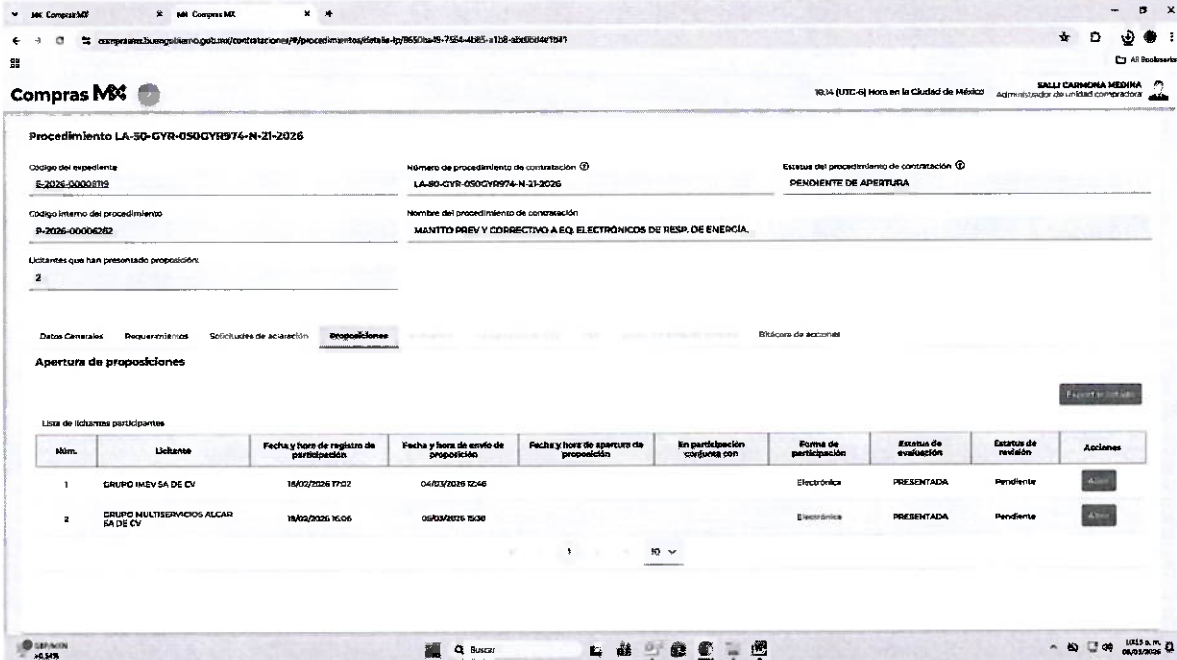 Compras MX
Compras MX
All Bookmarks
Compras MX
(UTC-6) Hora en la Ciudad de México
SALLI CARMONA MEDINA
Administrador de unidad compradora
Procedimiento LA-50-GYR-050GYR974-N-21-2026
Código del expediente
E-2026-00008119
Número de procedimiento de contratación
LA-50-GYR-050GYR974-N-21-2026
Estatus del procedimiento de contratación
PENDIENTE DE APERTURA
Código interno del procedimiento
P-2026-00006282
Nombre del procedimiento de contratación
MANTTO PREV Y CORRECTIVO A EQ. ELECTRÓNICOS DE RESP. DE ENERGÍA.
Licitantes que han presentado proposición:
2
Datos Generales Requerimientos Solicitudes de aclaración Proposiciones Bitácora de acciones
Apertura de proposiciones
Exportar listado
Lista de licitantes participantes
Núm. Licitante Fecha y hora de registro de participación Fecha y hora de envío de proposición Fecha y hora de apertura de proposición En participación conjunta con Forma de participación Estatus de evaluación Estatus de revisión Acciones
1 GRUPO IMEV SA DE CV 18/02/2026 17:02 04/03/2026 12:46 Electrónica PRESENTADA Pendiente Abrir
2 GRUPO MULTISERVICIOS ALCAR SA DE CV 19/02/2026 16:06 05/03/2026 15:30 Electrónica PRESENTADA Pendiente Abrir
1 10
GBP/MXN
+0.54%
Buscar